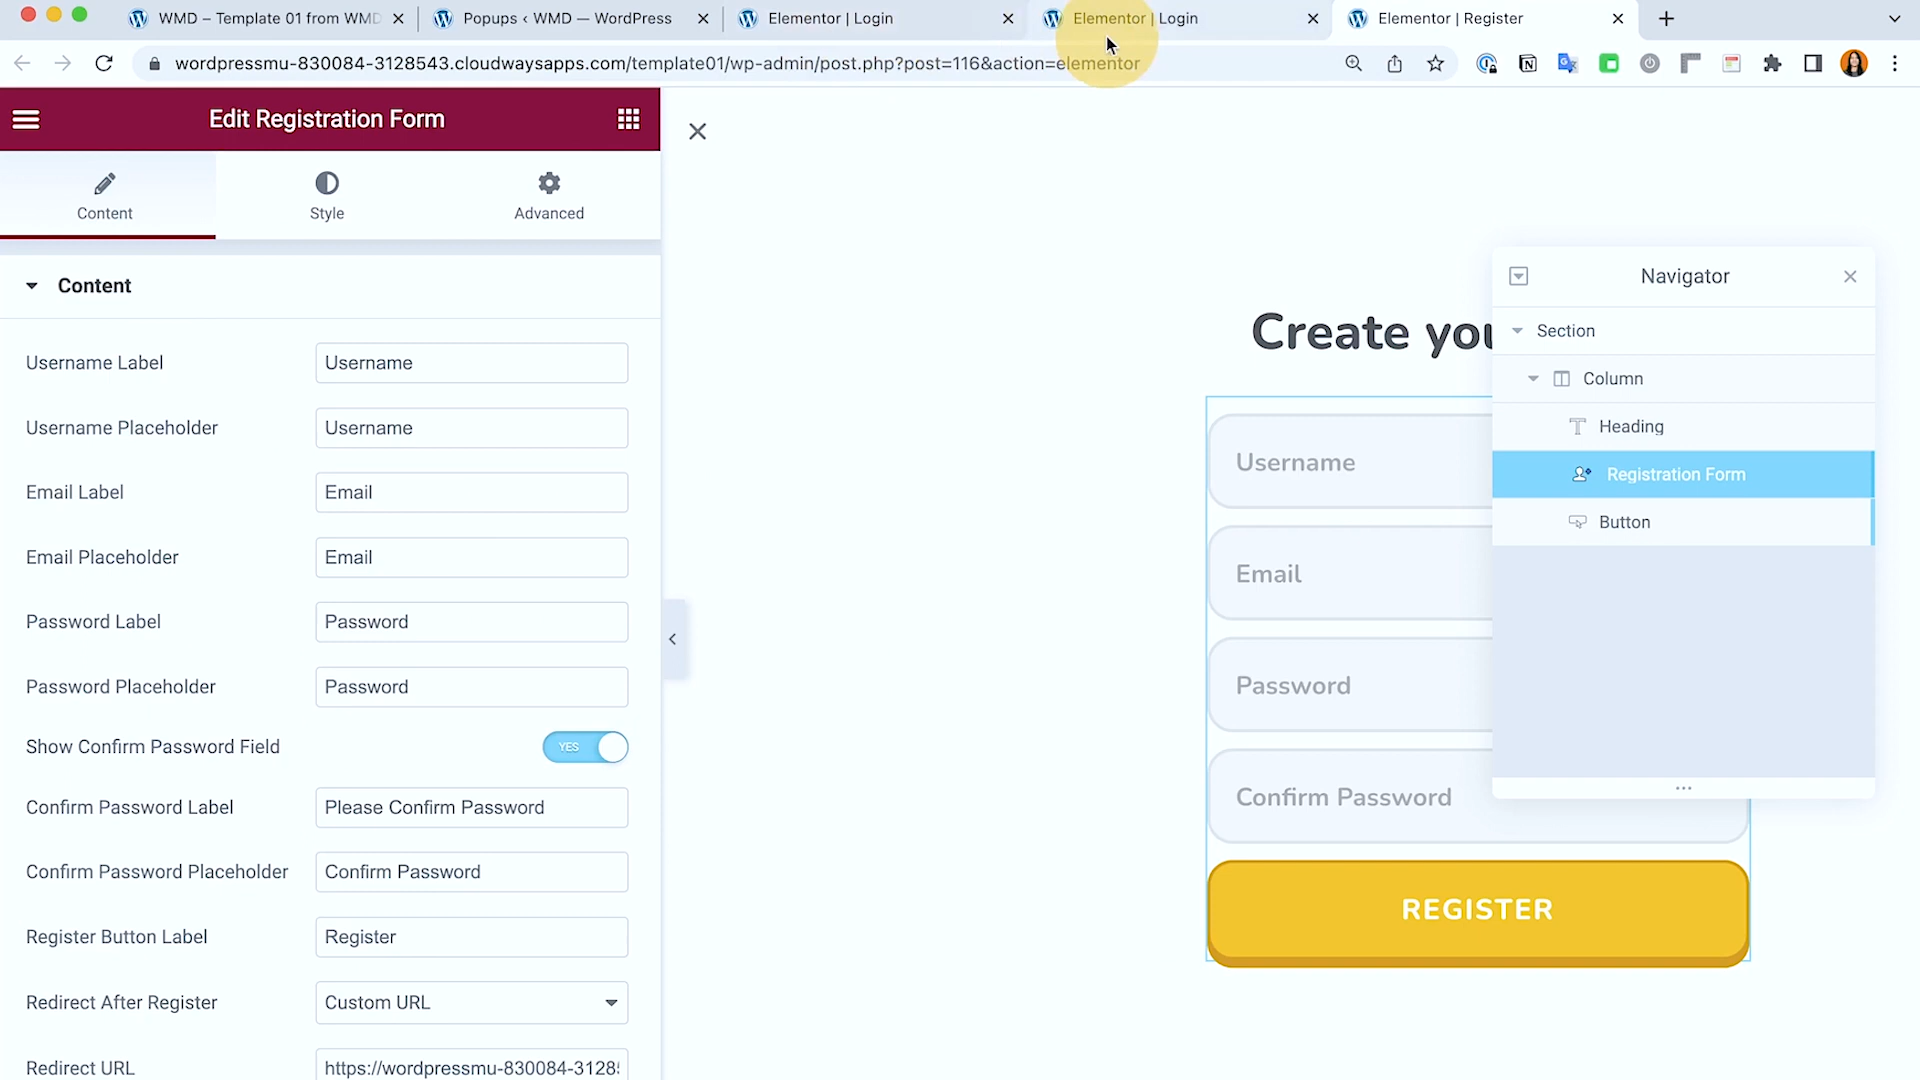 WMD – Template 01 from WMD
Popups ‹ WMD — WordPress
Elementor | Login
Elementor | Login
Elementor | Register
wordpressmu-830084-3128543.cloudwaysapps.com/template01/wp-admin/post.php?post=116&action=elementor
Edit Registration Form
Content
Style
Advanced
Content
Username Label
Username
Username Placeholder
Username
Email Label
Email
Email Placeholder
Email
Password Label
Password
Password Placeholder
Password
Show Confirm Password Field
YES
Confirm Password Label
Please Confirm Password
Confirm Password Placeholder
Confirm Password
Register Button Label
Register
Redirect After Register
Custom URL
Redirect URL
https://wordpressmu-830084-3128
Create you
Username
Email
Password
Confirm Password
REGISTER
Navigator
Section
Column
Heading
Registration Form
Button